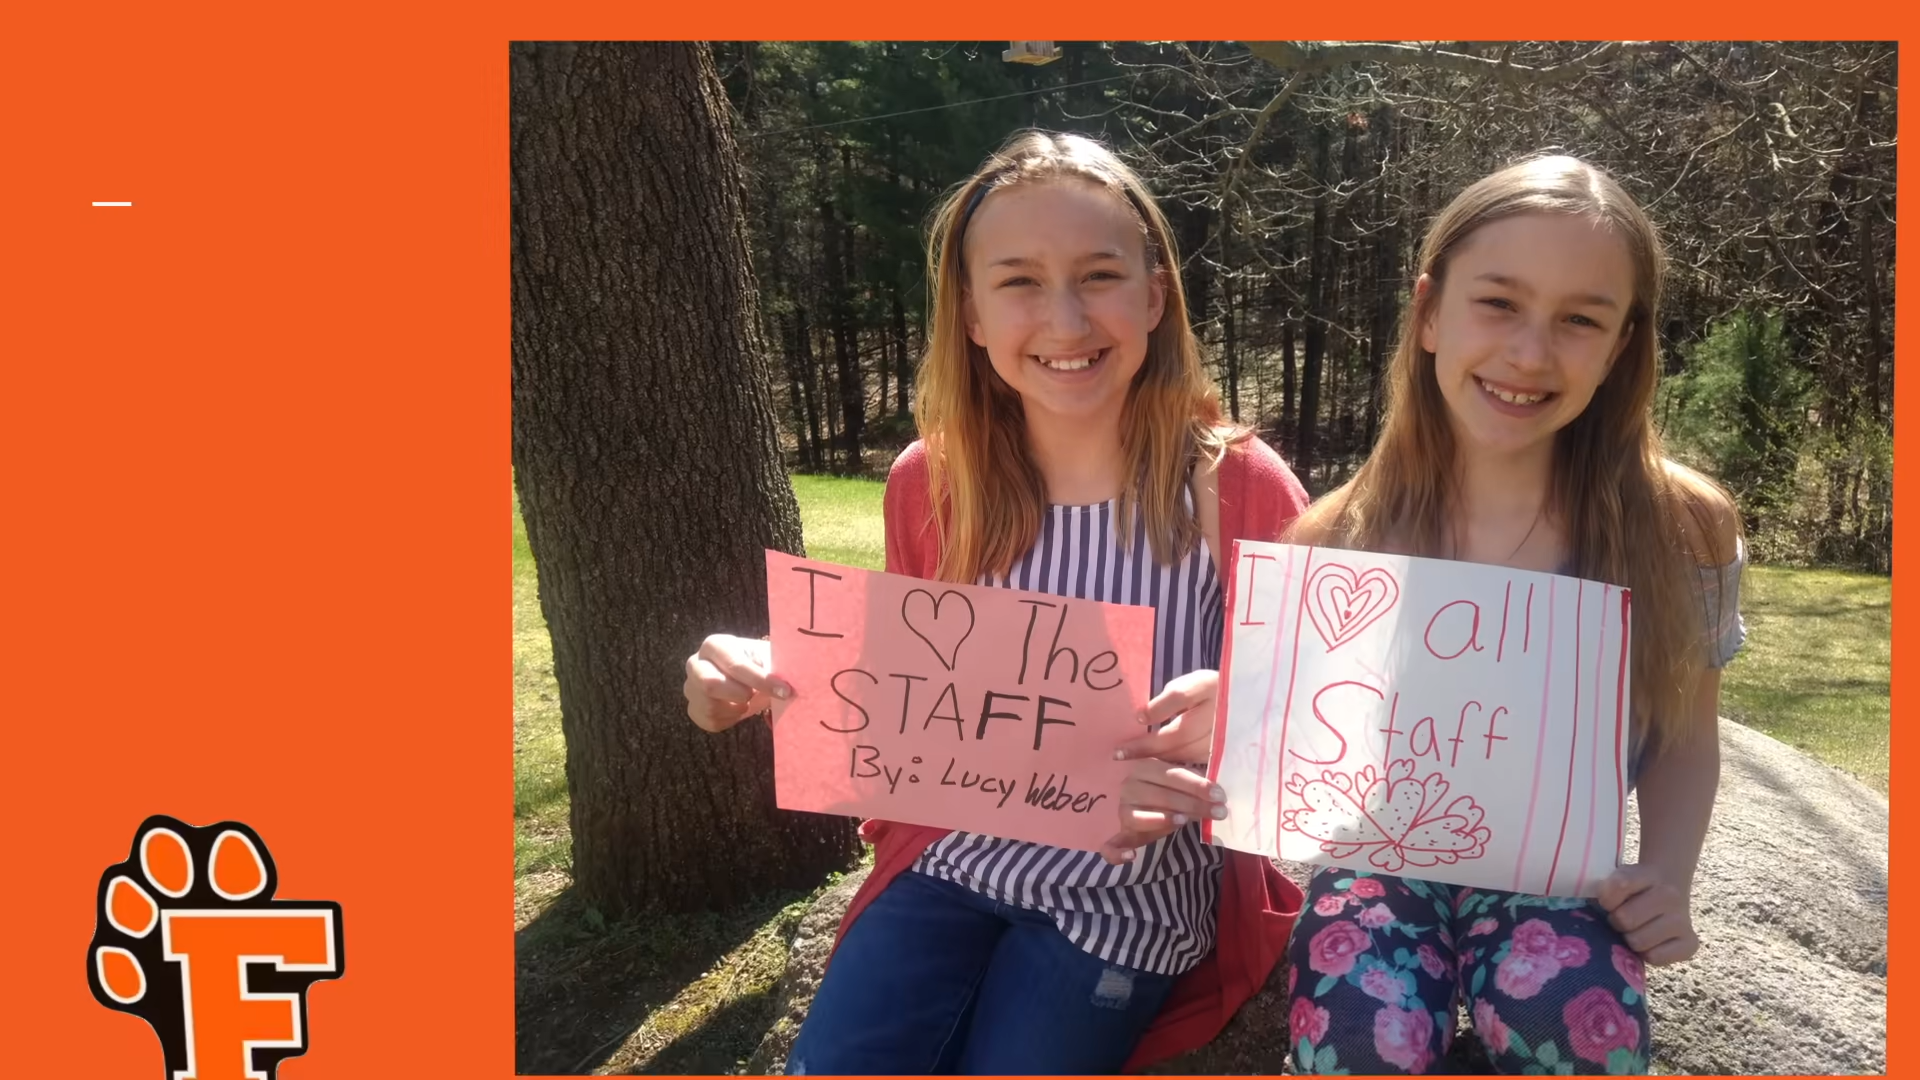 I ♡ The
STAFF
By: Lucy Weber
I ♡ all
Staff
F